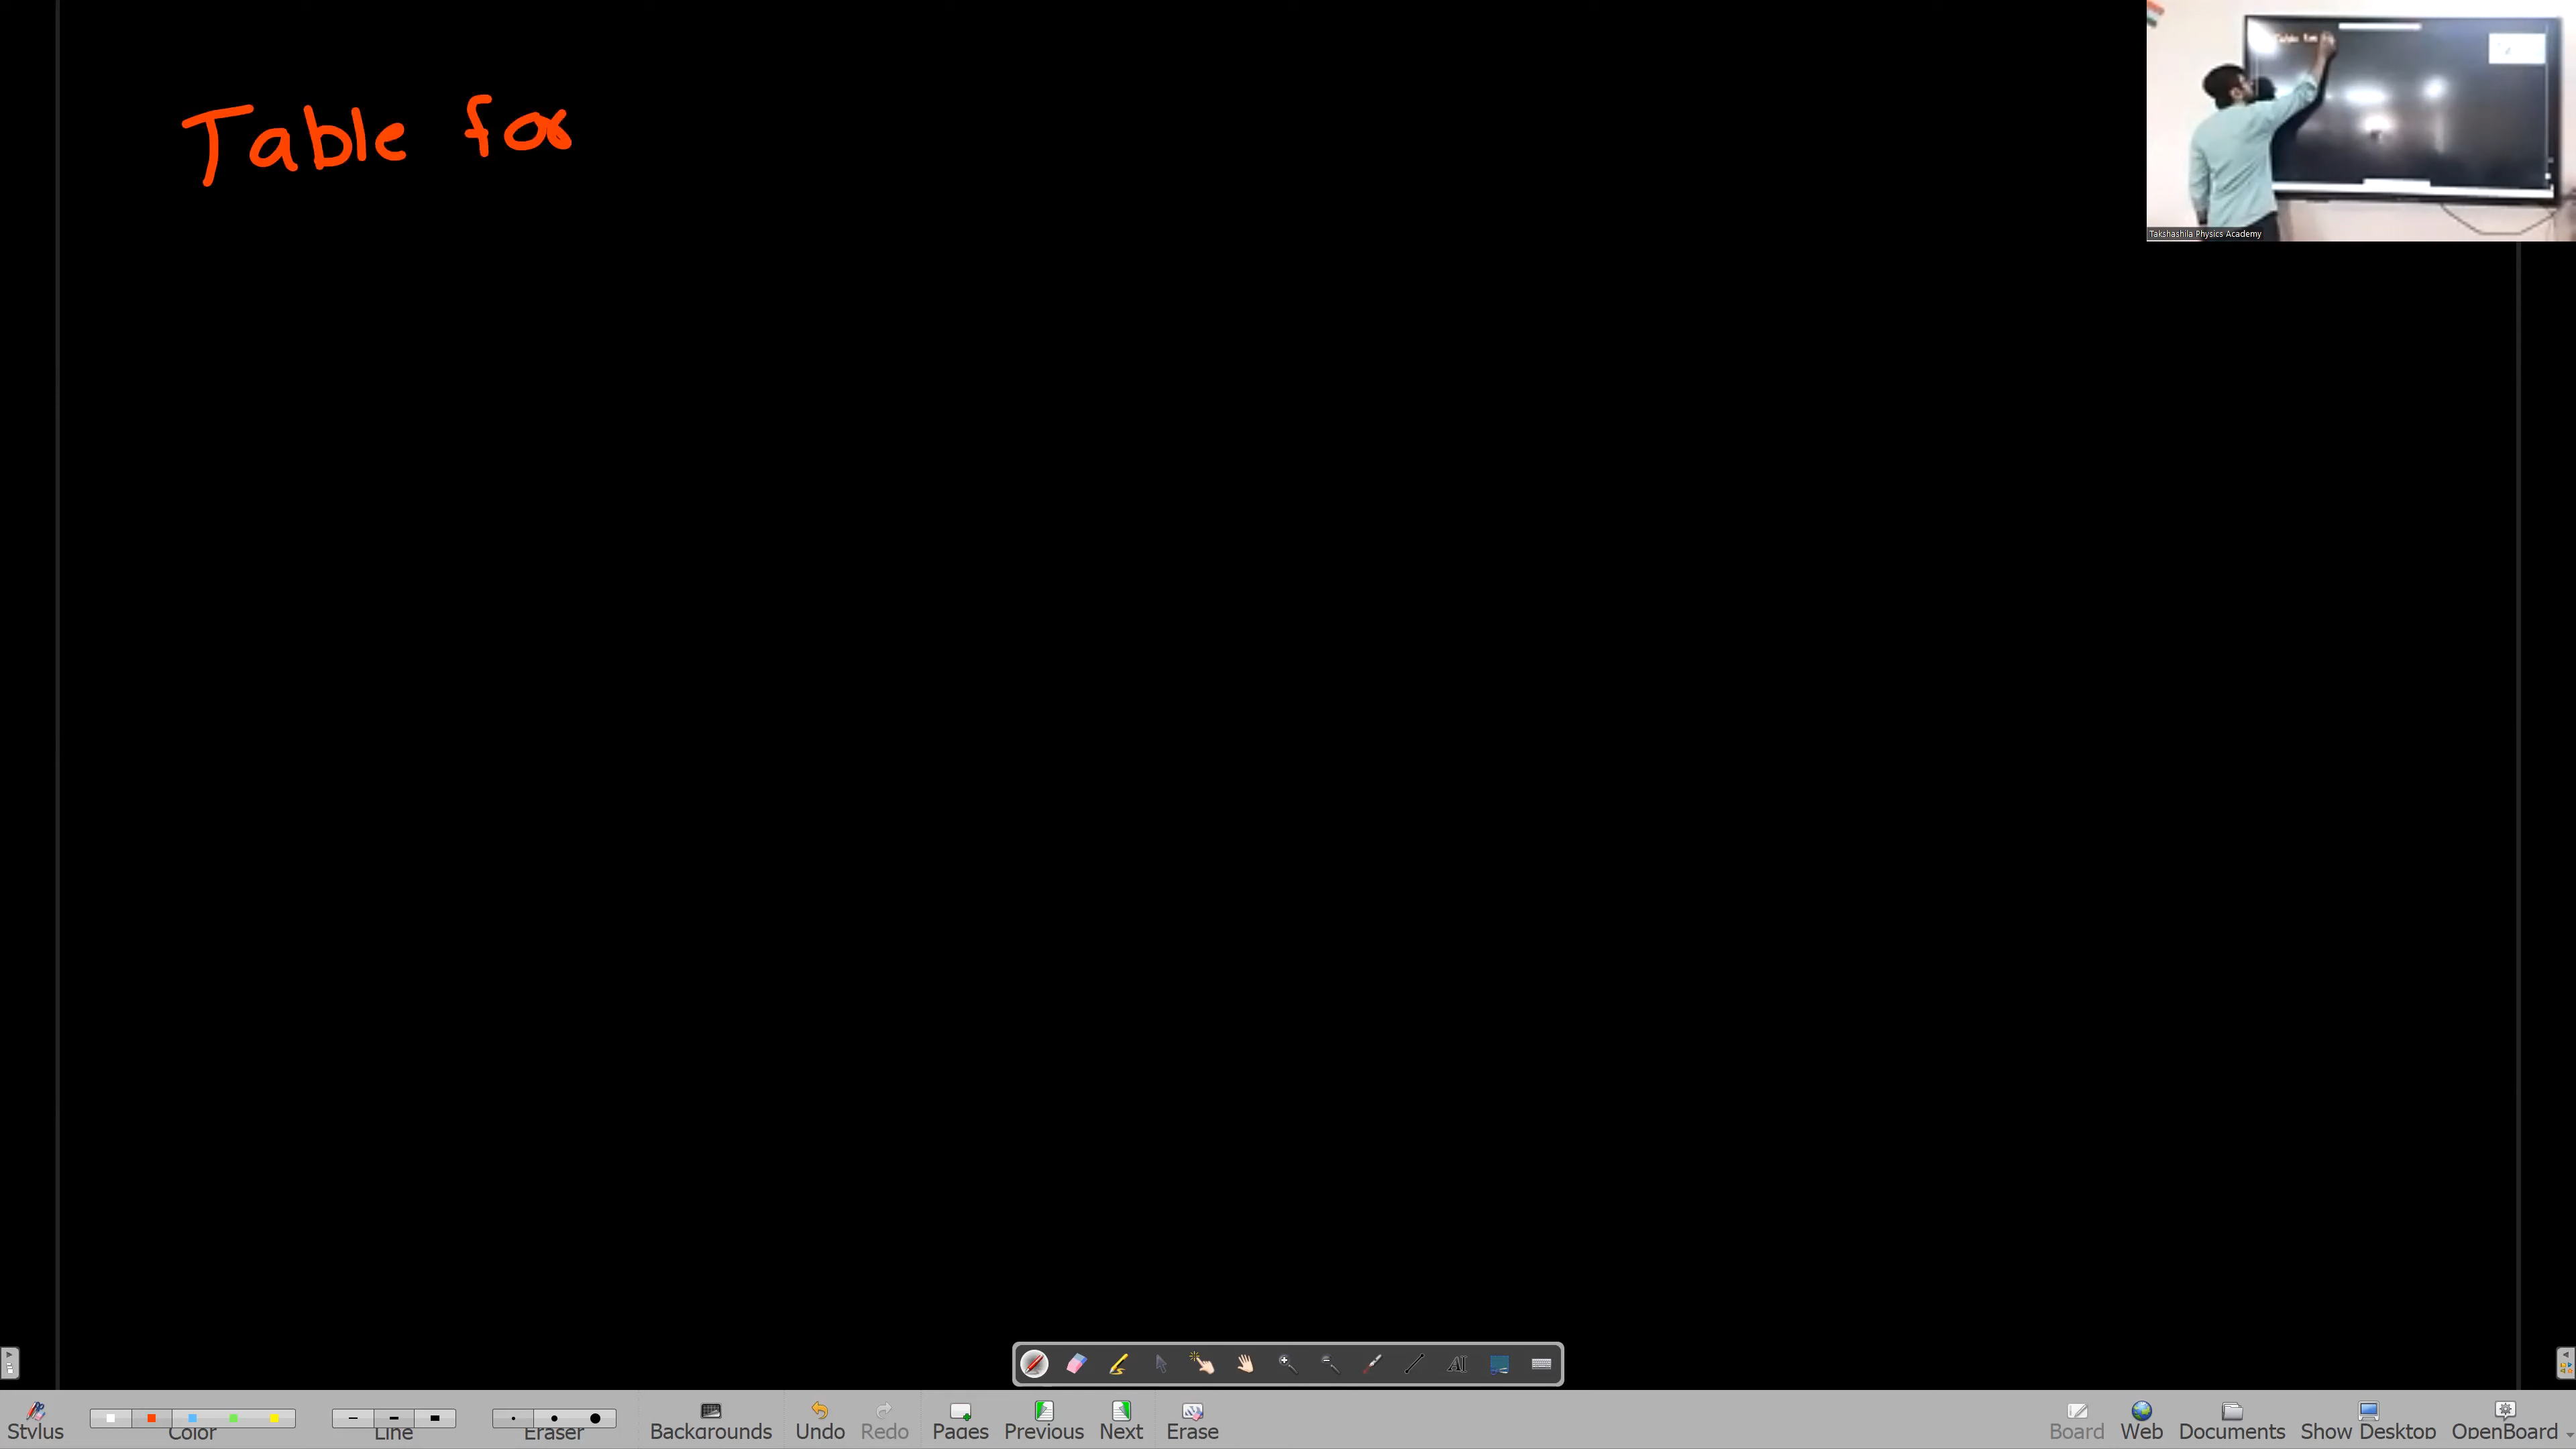 Table for
Takshashila Physics Academy
Stylus
Color
Line
Eraser
Backgrounds
Undo
Redo
Pages
Previous
Next
Erase
Board
Web
Documents
Show Desktop
OpenBoard